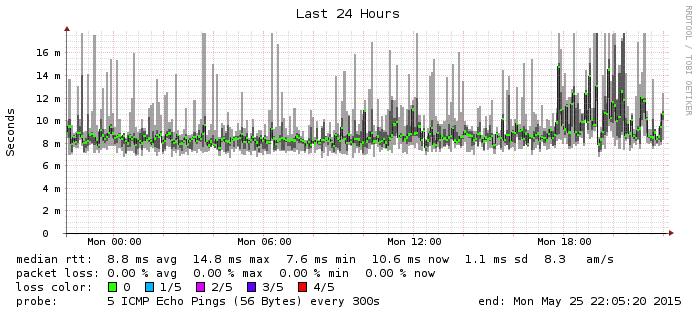 Last 24 Hours
RRDTOOL / TOBI OETIKER
Seconds
16 m
14 m
12 m
10 m
8 m
6 m
4 m
2 m
0
Mon 00:00 Mon 06:00 Mon 12:00 Mon 18:00
median rtt: 8.8 ms avg 14.8 ms max 7.6 ms min 10.6 ms now 1.1 ms sd 8.3 am/s
packet loss: 0.00 % avg 0.00 % max 0.00 % min 0.00 % now
loss color: 0 1/5 2/5 3/5 4/5
probe: 5 ICMP Echo Pings (56 Bytes) every 300s end: Mon May 25 22:05:20 2015